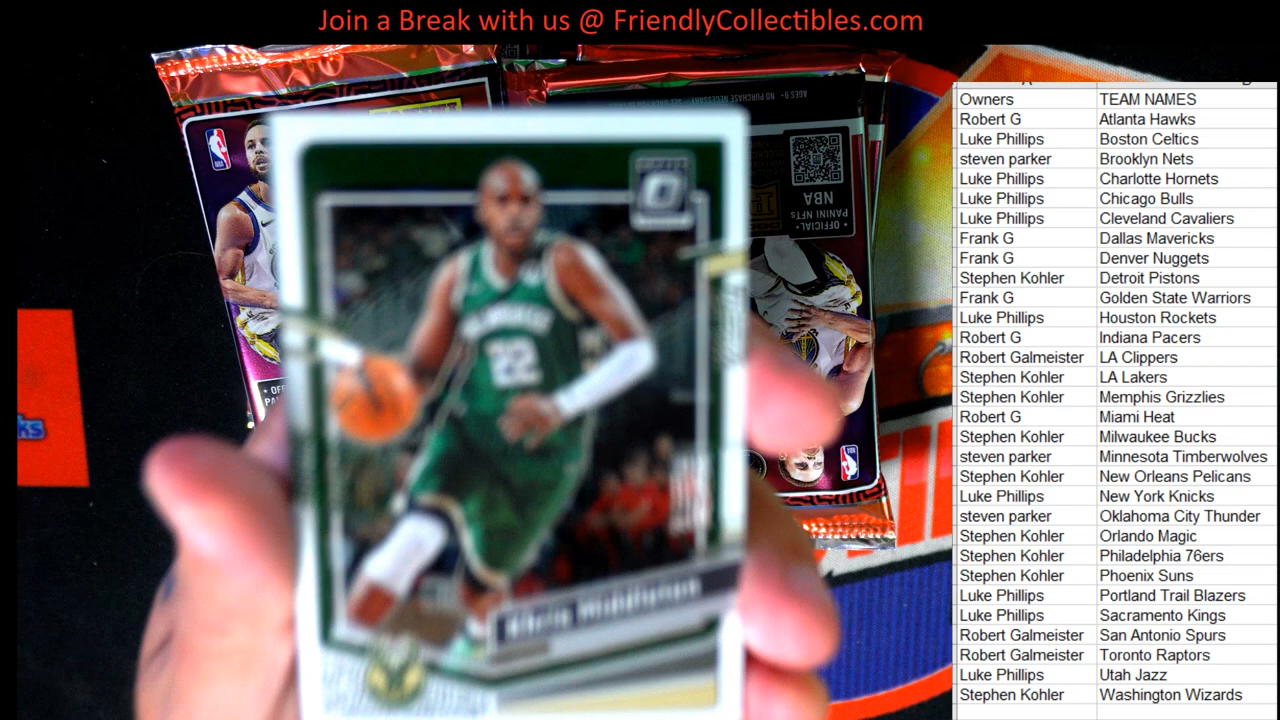 Join a Break with us @ FriendlyCollectibles.com
Owners TEAM NAMES
Robert G Atlanta Hawks
Luke Phillips Boston Celtics
steven parker Brooklyn Nets
Luke Phillips Charlotte Hornets
Luke Phillips Chicago Bulls
Luke Phillips Cleveland Cavaliers
Frank G Dallas Mavericks
Frank G Denver Nuggets
Stephen Kohler Detroit Pistons
Frank G Golden State Warriors
Luke Phillips Houston Rockets
Robert G Indiana Pacers
Robert Galmeister LA Clippers
Stephen Kohler LA Lakers
Stephen Kohler Memphis Grizzlies
Robert G Miami Heat
Stephen Kohler Milwaukee Bucks
steven parker Minnesota Timberwolves
Stephen Kohler New Orleans Pelicans
Luke Phillips New York Knicks
steven parker Oklahoma City Thunder
Stephen Kohler Orlando Magic
Stephen Kohler Philadelphia 76ers
Stephen Kohler Phoenix Suns
Luke Phillips Portland Trail Blazers
Luke Phillips Sacramento Kings
Robert Galmeister San Antonio Spurs
Robert Galmeister Toronto Raptors
Luke Phillips Utah Jazz
Stephen Kohler Washington Wizards
NO PURCHASE NECESSARY
AGES 9
NBA
PANINI NFTs
•OFFICIAL•
22
Khris Middleton